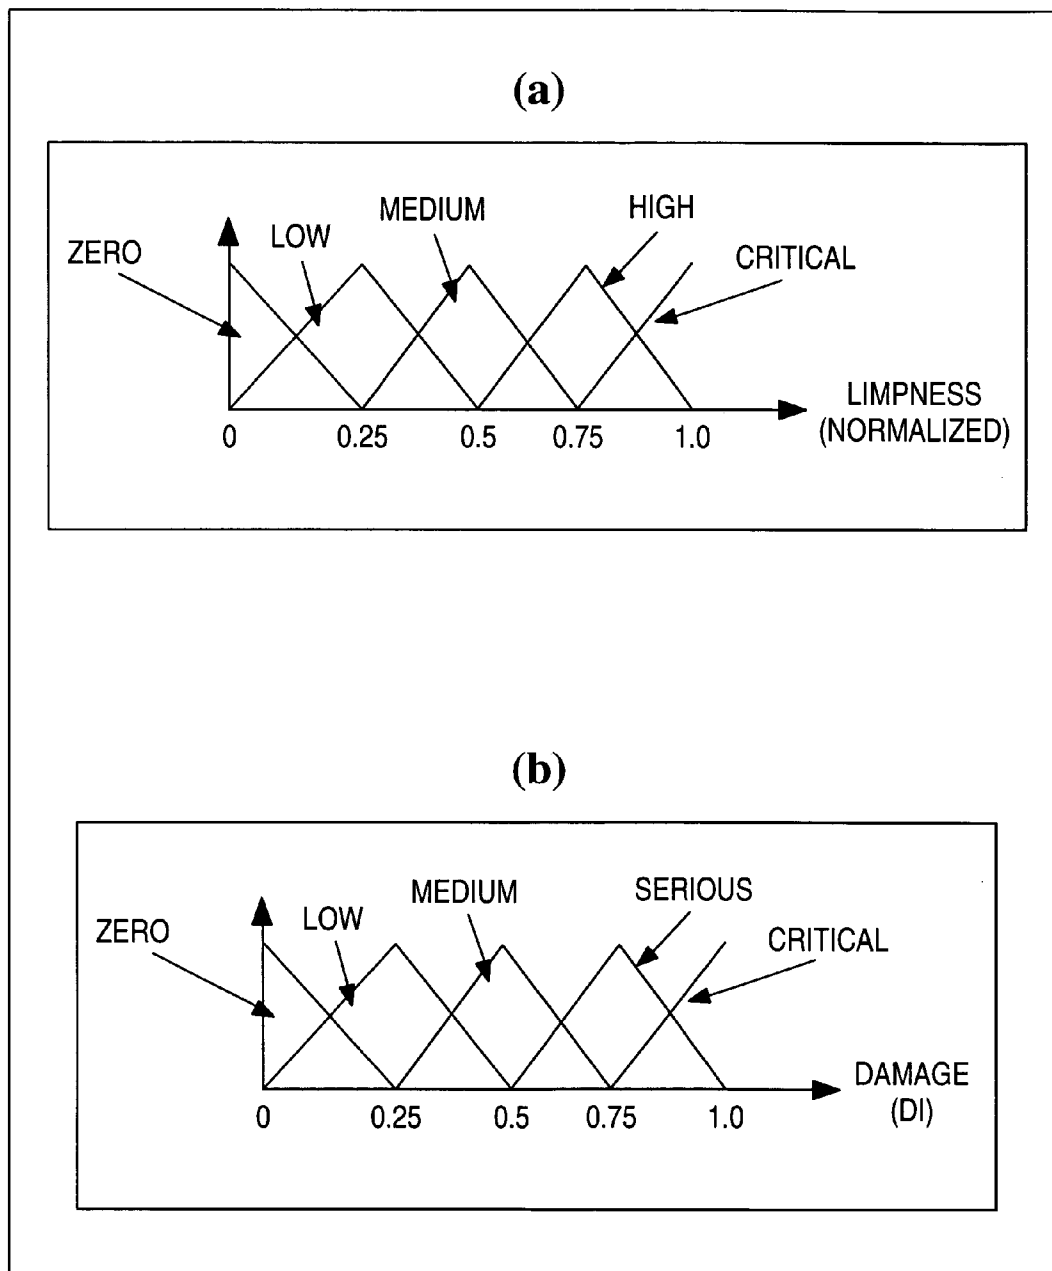 (a)
ZERO
LOW
MEDIUM
HIGH
CRITICAL
0 0.25 0.5 0.75 1.0
LIMPNESS
(NORMALIZED)
(b)
ZERO
LOW
MEDIUM
SERIOUS
CRITICAL
0 0.25 0.5 0.75 1.0
DAMAGE
(DI)